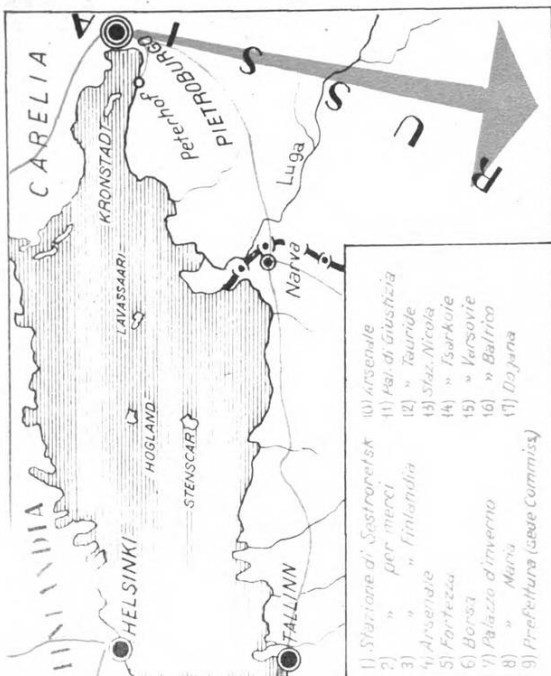 CARELIA
RUSSIA
PIETROBURGO
Peterhof
KRONSTADT
Luga
LAVASSAARI
Narva
HOGLAND
STENSCAR
FINLANDIA
HELSINKI
TALLINN
1) Stazione di Sestroretsk
2) " per merci
3) " " Finlandia
4) Arsenale
5) Fortezza
6) Borsa
7) Palazzo d'inverno
8) " Maria
9) Prefettura (sede Commiss)
10) Arsenale
11) Pal. di Giustizia
12) " Tauride
13) Staz. Nicola
14) " Tsarkoie
15) " Varsovie
16) " Baltico
17) Dogana